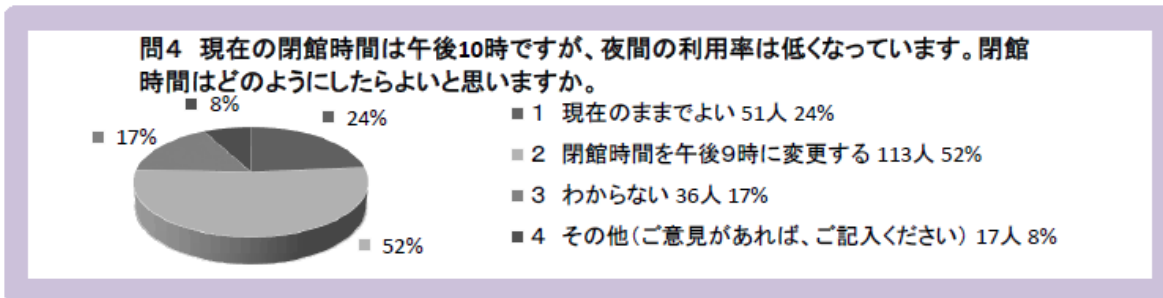 問4 現在の閉館時間は午後10時ですが、夜間の利用率は低くなっています。閉館
時間はどのようにしたらよいと思いますか。
8%
24%
17%
52%
1 現在のままでよい 51人 24%
2 閉館時間を午後9時に変更する 113人 52%
3 わからない 36人 17%
4 その他(ご意見があれば、ご記入ください) 17人 8%